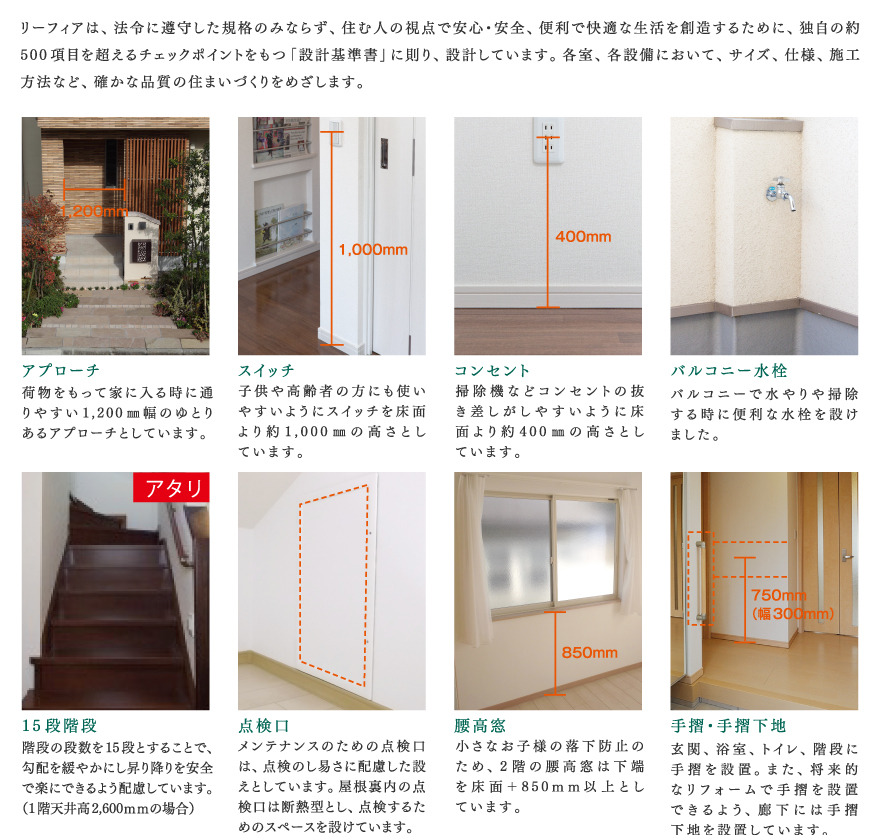 リーフィアは、法令に遵守した規格のみならず、住む人の視点で安心・安全、便利で快適な生活を創造するために、独自の約
500項目を超えるチェックポイントをもつ「設計基準書」に則り、設計しています。各室、各設備において、サイズ、仕様、施工
方法など、確かな品質の住まいづくりをめざします。
1,200mm
アプローチ
荷物をもって家に入る時に通
りやすい1,200㎜幅のゆとり
あるアプローチとしています。
1,000mm
スイッチ
子供や高齢者の方にも使い
やすいようにスイッチを床面
より約1,000㎜の高さとし
ています。
400mm
コンセント
掃除機などコンセントの抜
き差しがしやすいように床
面より約400㎜の高さとし
ています。
バルコニー水栓
バルコニーで水やりや掃除
する時に便利な水栓を設け
ました。
アタリ
15段階段
階段の段数を15段とすることで、
勾配を緩やかにし昇り降りを安全
で楽にできるよう配慮しています。
（1階天井高2,600mmの場合）
点検口
メンテナンスのための点検口
は、点検のし易さに配慮した設
えとしています。屋根裏内の点
検口は断熱型とし、点検するた
めのスペースを設けています。
850mm
腰高窓
小さなお子様の落下防止の
ため、2階の腰高窓は下端
を床面＋850mm以上とし
ています。
750mm
（幅300mm）
手摺・手摺下地
玄関、浴室、トイレ、階段に
手摺を設置。また、将来的
なリフォームで手摺を設置
できるよう、廊下には手摺
下地を設置しています。